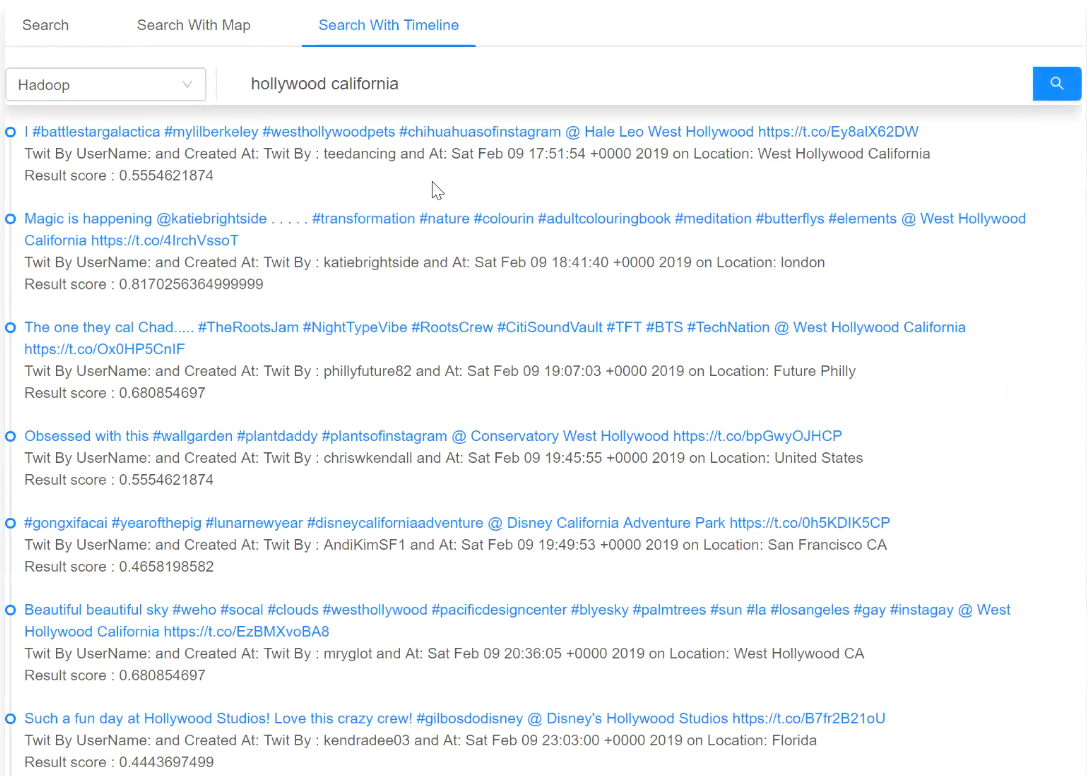 Search Search With Map Search With Timeline
Hadoop hollywood california
I #battlestargalactica #mylilberkeley #westhollywoodpets #chihuahuasofinstagram @ Hale Leo West Hollywood https://t.co/Ey8alX62DW
Twit By UserName: and Created At: Twit By : teedancing and At: Sat Feb 09 17:51:54 +0000 2019 on Location: West Hollywood California
Result score : 0.5554621874
Magic is happening @katiebrightside . . . . . #transformation #nature #colourin #adultcolouringbook #meditation #butterflys #elements @ West Hollywood
California https://t.co/4IrchVssoT
Twit By UserName: and Created At: Twit By : katiebrightside and At: Sat Feb 09 18:41:40 +0000 2019 on Location: london
Result score : 0.8170256364999999
The one they cal Chad..... #TheRootsJam #NightTypeVibe #RootsCrew #CitiSoundVault #TFT #BTS #TechNation @ West Hollywood California
https://t.co/Ox0HP5CnIF
Twit By UserName: and Created At: Twit By : phillyfuture82 and At: Sat Feb 09 19:07:03 +0000 2019 on Location: Future Philly
Result score : 0.680854697
Obsessed with this #wallgarden #plantdaddy #plantsofinstagram @ Conservatory West Hollywood https://t.co/bpGwyOJHCP
Twit By UserName: and Created At: Twit By : chriswkendall and At: Sat Feb 09 19:45:55 +0000 2019 on Location: United States
Result score : 0.5554621874
#gongxifacai #yearofthepig #lunarnewyear #disneycaliforniaadventure @ Disney California Adventure Park https://t.co/0h5KDIK5CP
Twit By UserName: and Created At: Twit By : AndiKimSF1 and At: Sat Feb 09 19:49:53 +0000 2019 on Location: San Francisco CA
Result score : 0.4658198582
Beautiful beautiful sky #weho #socal #clouds #westhollywood #pacificdesigncenter #blyesky #palmtrees #sun #la #losangeles #gay #instagay @ West
Hollywood California https://t.co/EzBMXvoBA8
Twit By UserName: and Created At: Twit By : mryglot and At: Sat Feb 09 20:36:05 +0000 2019 on Location: West Hollywood CA
Result score : 0.680854697
Such a fun day at Hollywood Studios! Love this crazy crew! #gilbosdodisney @ Disney's Hollywood Studios https://t.co/B7fr2B21oU
Twit By UserName: and Created At: Twit By : kendradee03 and At: Sat Feb 09 23:03:00 +0000 2019 on Location: Florida
Result score : 0.4443697499